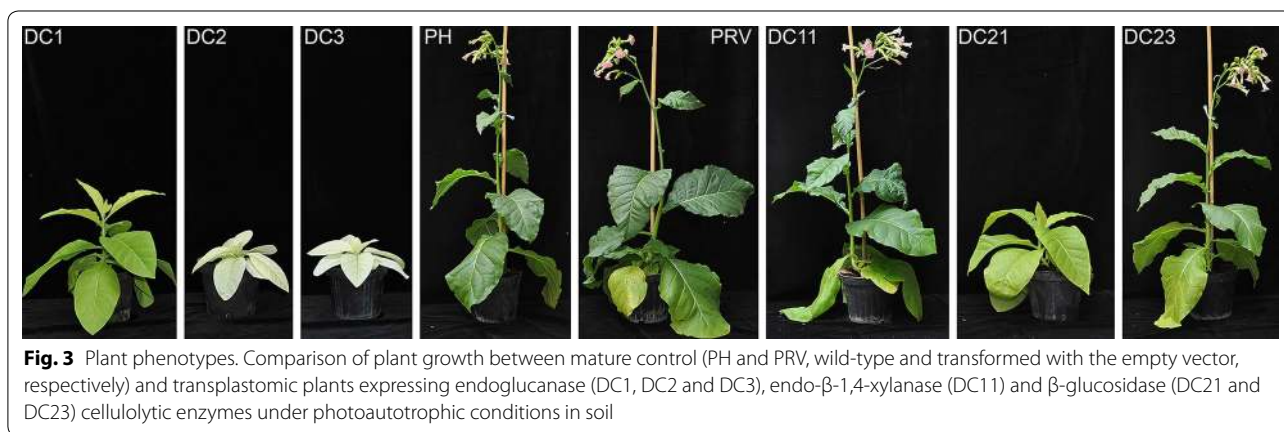 DC1 DC2 DC3 PH PRV DC11 DC21 DC23
Fig. 3 Plant phenotypes. Comparison of plant growth between mature control (PH and PRV, wild-type and transformed with the empty vector,
respectively) and transplastomic plants expressing endoglucanase (DC1, DC2 and DC3), endo-β-1,4-xylanase (DC11) and β-glucosidase (DC21 and
DC23) cellulolytic enzymes under photoautotrophic conditions in soil